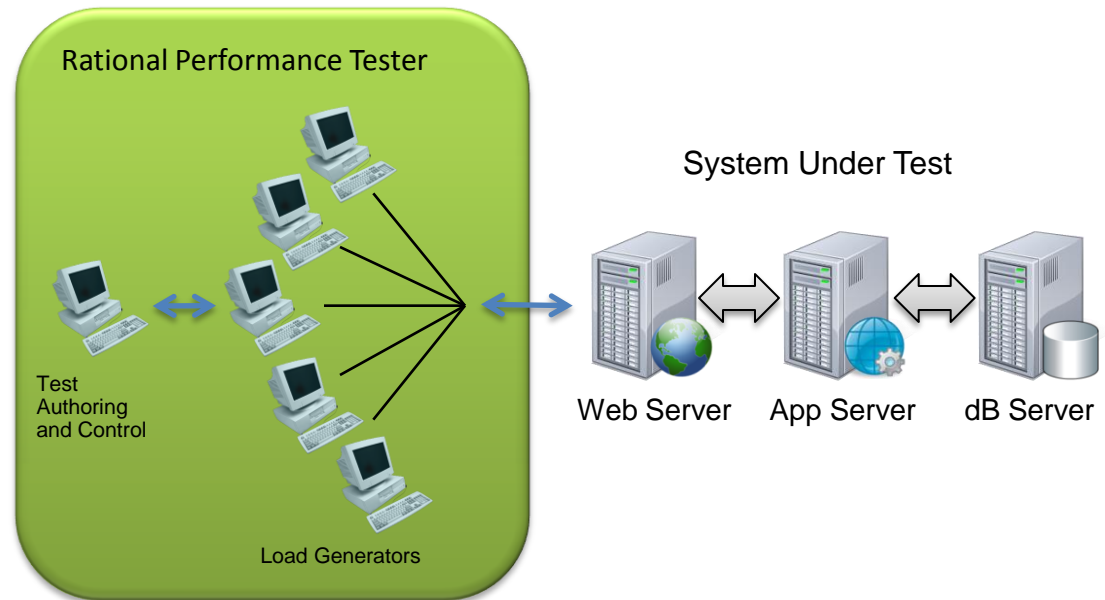 Rational Performance Tester
System Under Test
Test
Authoring
and Control
Load Generators
Web Server
App Server
dB Server